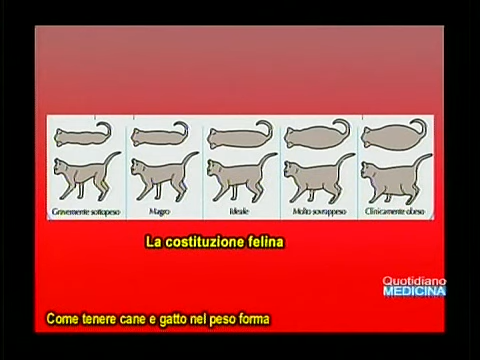 Gravemente sottopeso
Magro
Ideale
Molto sovrappeso
Clinicamente obeso
La costituzione felina
Quotidiano
MEDICINA
Come tenere cane e gatto nel peso forma